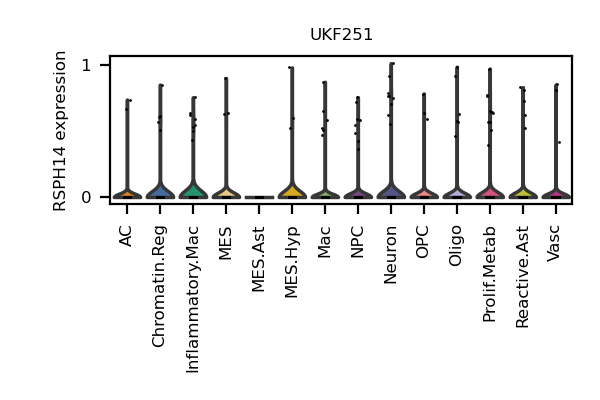 UKF251
RSPH14 expression
1
0
AC
Chromatin.Reg
Inflammatory.Mac
MES
MES.Ast
MES.Hyp
Mac
NPC
Neuron
OPC
Oligo
Prolif.Metab
Reactive.Ast
Vasc